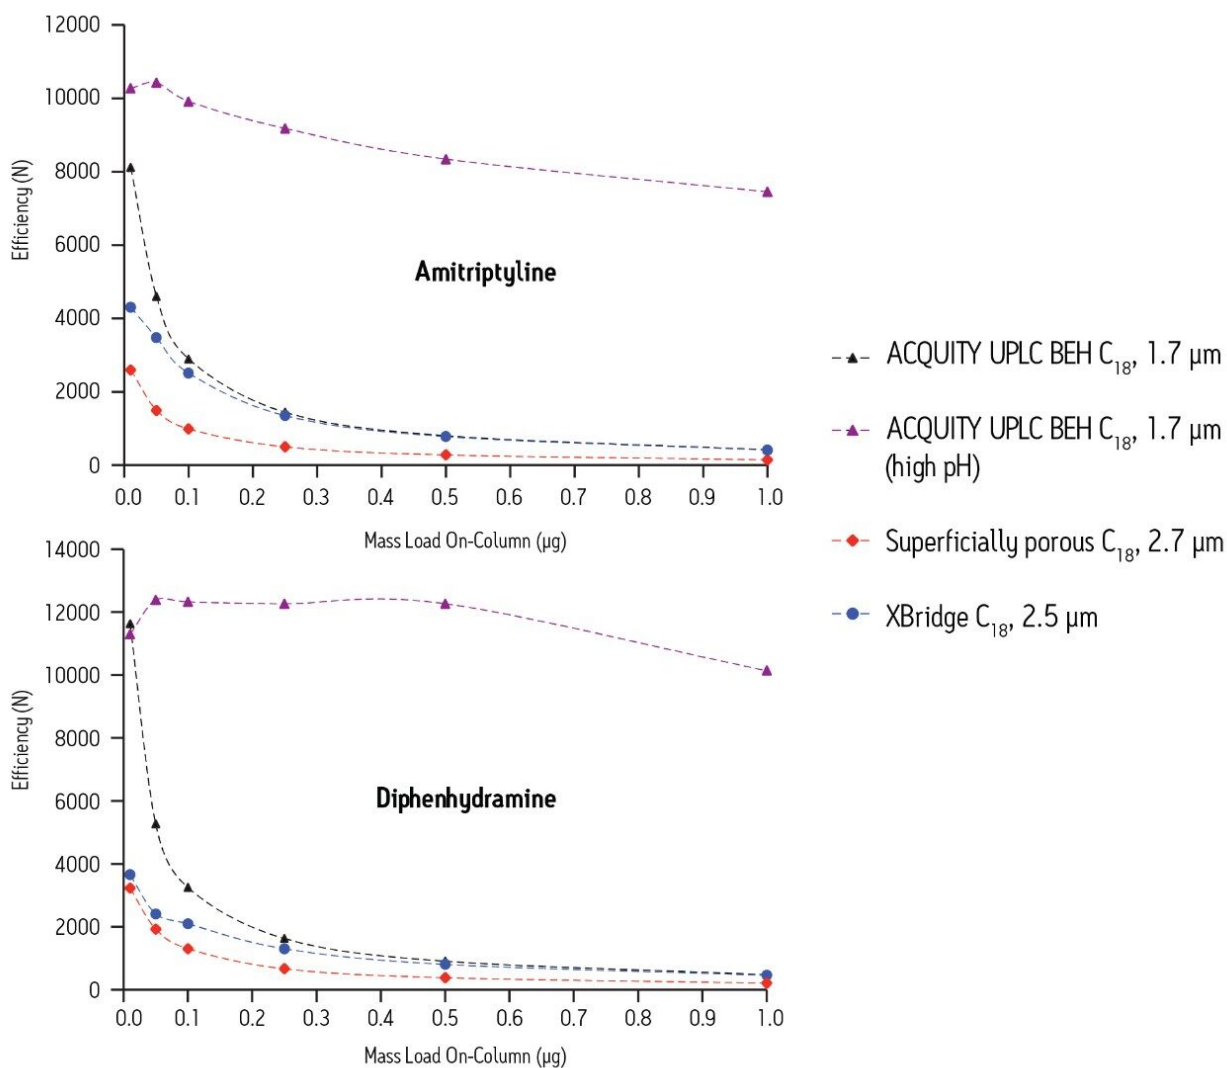 12000
10000
8000
6000
4000
2000
0
Efficiency (N)
Amitriptyline
0.0 0.1 0.2 0.3 0.4 0.5 0.6 0.7 0.8 0.9 1.0
Mass Load On-Column (µg)
14000
12000
10000
8000
6000
4000
2000
0
Efficiency (N)
Diphenhydramine
0.0 0.1 0.2 0.3 0.4 0.5 0.6 0.7 0.8 0.9 1.0
Mass Load On-Column (µg)
ACQUITY UPLC BEH C18, 1.7 µm
ACQUITY UPLC BEH C18, 1.7 µm
(high pH)
Superficially porous C18, 2.7 µm
XBridge C18, 2.5 µm